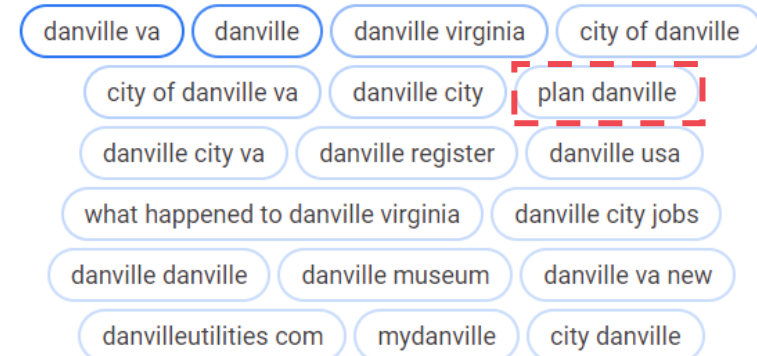 danville va danville danville virginia city of danville
city of danville va danville city plan danville
danville city va danville register danville usa
what happened to danville virginia danville city jobs
danville danville danville museum danville va new
danvilleutilities com mydanville city danville